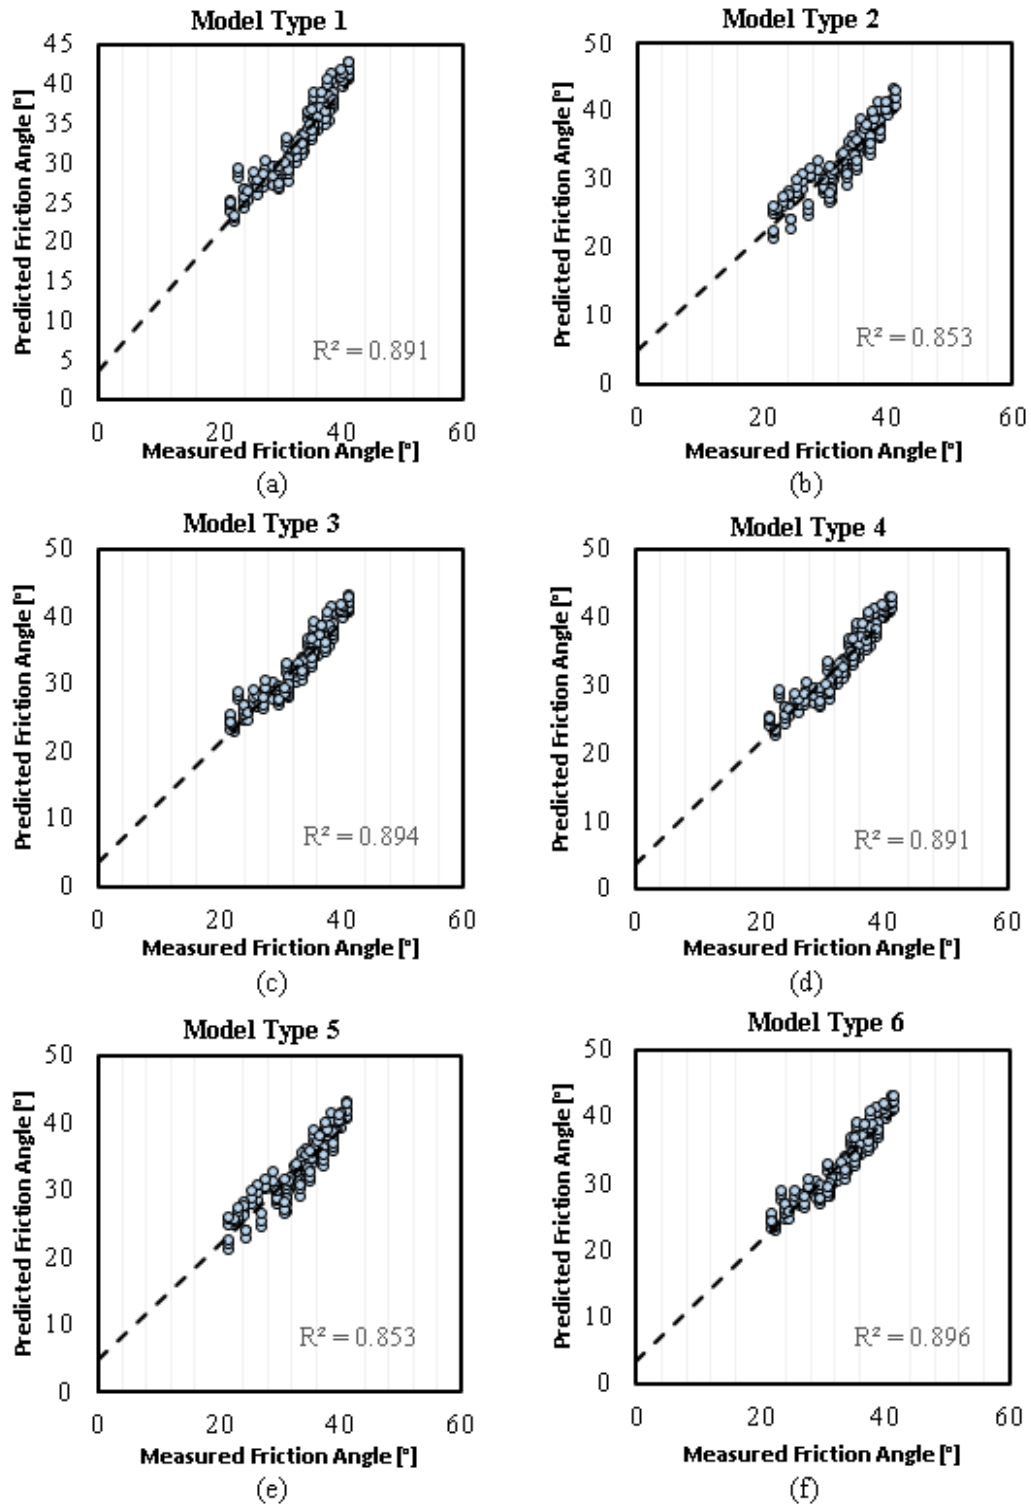 Model Type 1
Predicted Friction Angle [°]
45
40
35
30
25
20
15
10
5
0
R² = 0.891
0 20 40 60
Measured Friction Angle [°]
(a)
Model Type 2
Predicted Friction Angle [°]
50
40
30
20
10
0
R² = 0.853
0 20 40 60
Measured Friction Angle [°]
(b)
Model Type 3
Predicted Friction Angle [°]
50
40
30
20
10
0
R² = 0.894
0 20 40 60
Measured Friction Angle [°]
(c)
Model Type 4
Predicted Friction Angle [°]
50
40
30
20
10
0
R² = 0.891
0 20 40 60
Measured Friction Angle [°]
(d)
Model Type 5
Predicted Friction Angle [°]
50
40
30
20
10
0
R² = 0.853
0 20 40 60
Measured Friction Angle [°]
(e)
Model Type 6
Predicted Friction Angle [°]
50
40
30
20
10
0
R² = 0.896
0 20 40 60
Measured Friction Angle [°]
(f)